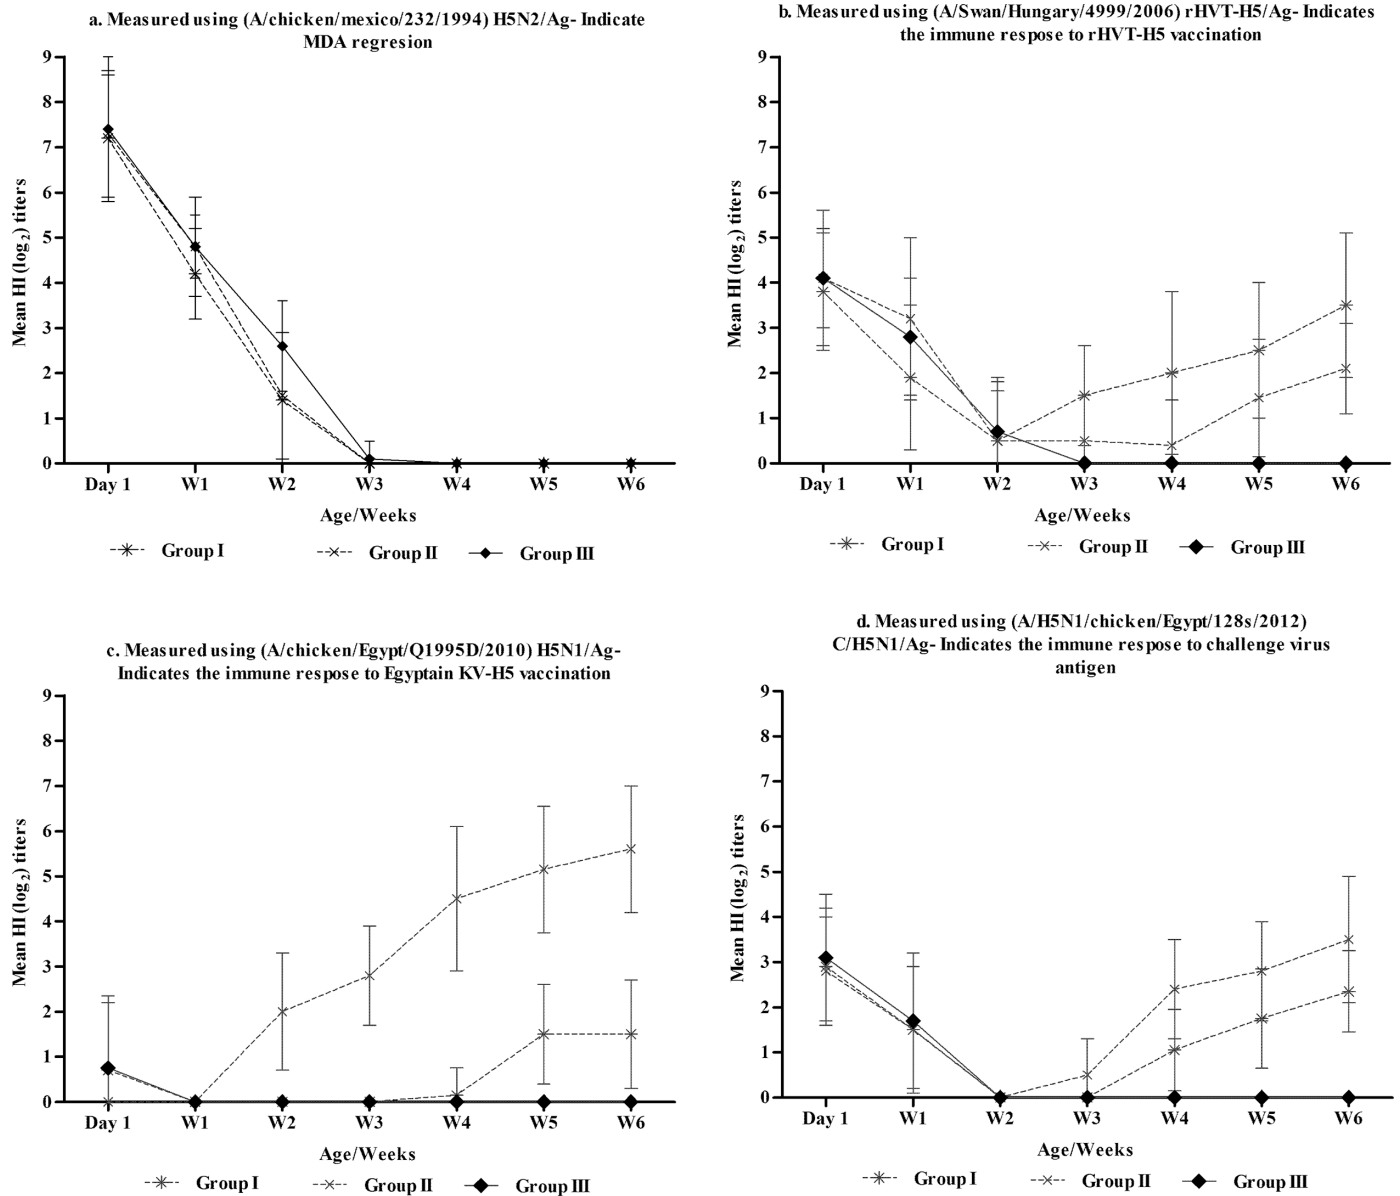 a. Measured using (A/chicken/mexico/232/1994) H5N2/Ag- Indicate
MDA regresion
Mean HI (log2) titers
9
8
7
6
5
4
3
2
1
0
Day 1 W1 W2 W3 W4 W5 W6
Age/Weeks
Group I Group II Group III
b. Measured using (A/Swan/Hungary/4999/2006) rHVT-H5/Ag- Indicates
the immune respose to rHVT-H5 vaccination
Mean HI (log2) titers
9
8
7
6
5
4
3
2
1
0
Day 1 W1 W2 W3 W4 W5 W6
Age/Weeks
Group I Group II Group III
c. Measured using (A/chicken/Egypt/Q1995D/2010) H5N1/Ag-
Indicates the immune respose to Egyptain KV-H5 vaccination
Mean HI (log2) titers
9
8
7
6
5
4
3
2
1
0
Day 1 W1 W2 W3 W4 W5 W6
Age/Weeks
Group I Group II Group III
d. Measured using (A/H5N1/chicken/Egypt/128s/2012)
C/H5N1/Ag- Indicates the immune respose to challenge virus
antigen
Mean HI (log2) titers
9
8
7
6
5
4
3
2
1
0
Day 1 W1 W2 W3 W4 W5 W6
Age/Weeks
Group I Group II Group III